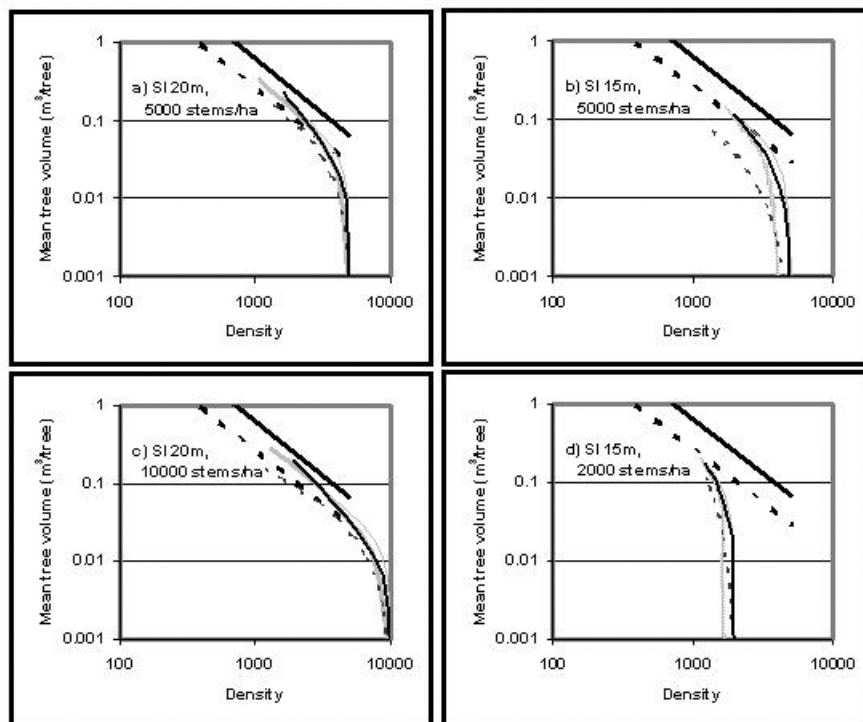 Mean tree volume (m³/tree)
1
0.1
0.01
0.001
a) SI 20m,
5000 stems/ha
100
1000
10000
Density
Mean tree volume (m³/tree)
1
0.1
0.01
0.001
b) SI 15m,
5000 stems/ha
100
1000
10000
Density
Mean tree volume (m³/tree)
1
0.1
0.01
0.001
c) SI 20m,
10000 stems/ha
100
1000
10000
Density
Mean tree volume (m³/tree)
1
0.1
0.01
0.001
d) SI 15m,
2000 stems/ha
100
1000
10000
Density